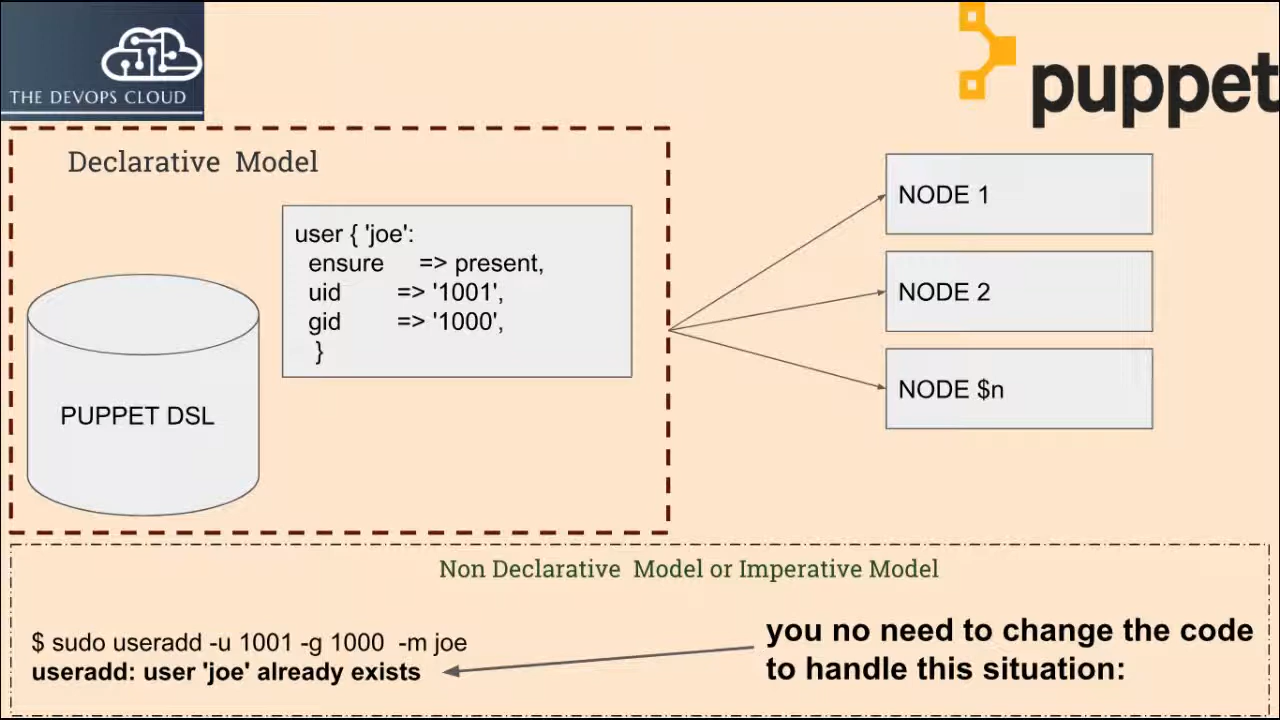 THE DEVOPS CLOUD
puppet
Declarative Model
user { 'joe':
ensure => present,
uid => '1001',
gid => '1000',
}
PUPPET DSL
NODE 1
NODE 2
NODE $n
Non Declarative Model or Imperative Model
$ sudo useradd -u 1001 -g 1000 -m joe
useradd: user 'joe' already exists
you no need to change the code
to handle this situation: